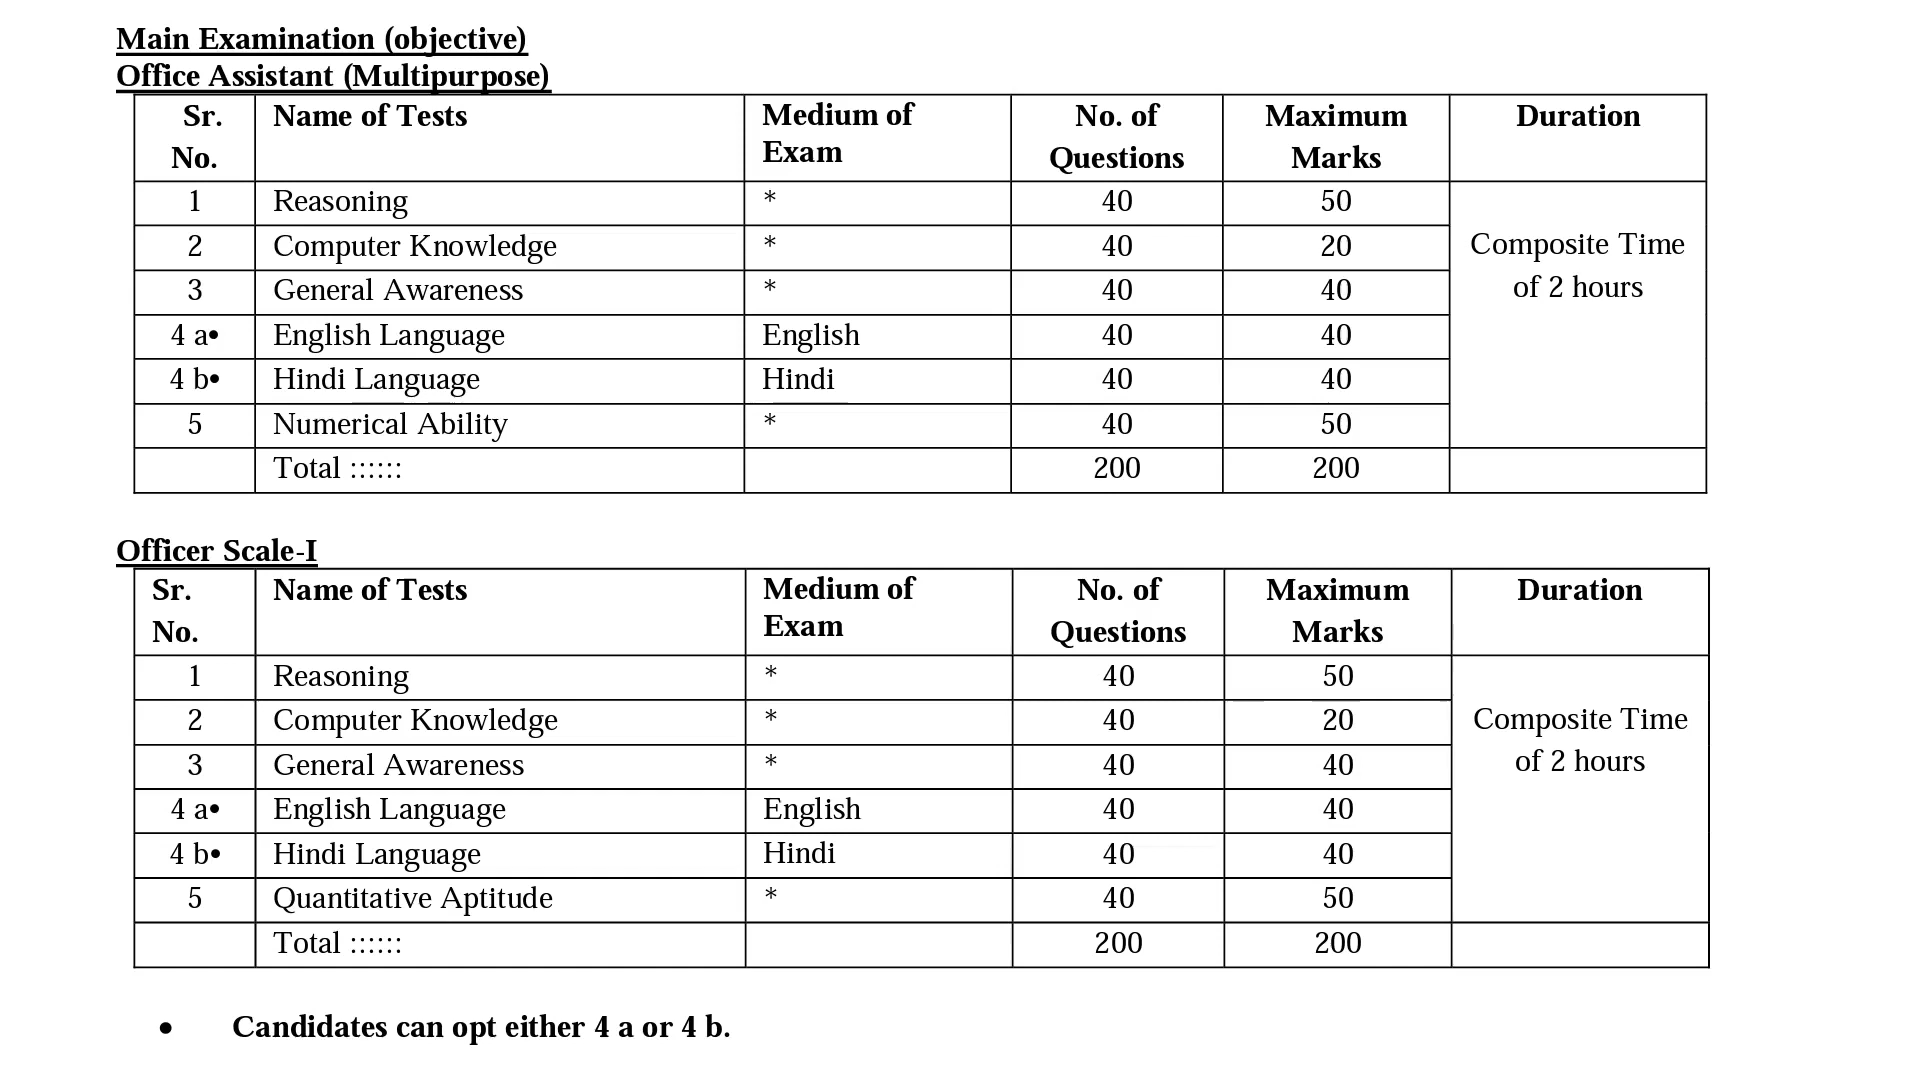 Main Examination (objective)
Office Assistant (Multipurpose)
Sr. No. Name of Tests Medium of Exam No. of Questions Maximum Marks Duration
1 Reasoning * 40 50 Composite Time of 2 hours
2 Computer Knowledge * 40 20
3 General Awareness * 40 40
4 a• English Language English 40 40
4 b• Hindi Language Hindi 40 40
5 Numerical Ability * 40 50
Total :::::: 200 200
Officer Scale-I
Sr. No. Name of Tests Medium of Exam No. of Questions Maximum Marks Duration
1 Reasoning * 40 50 Composite Time of 2 hours
2 Computer Knowledge * 40 20
3 General Awareness * 40 40
4 a• English Language English 40 40
4 b• Hindi Language Hindi 40 40
5 Quantitative Aptitude * 40 50
Total :::::: 200 200
• Candidates can opt either 4 a or 4 b.